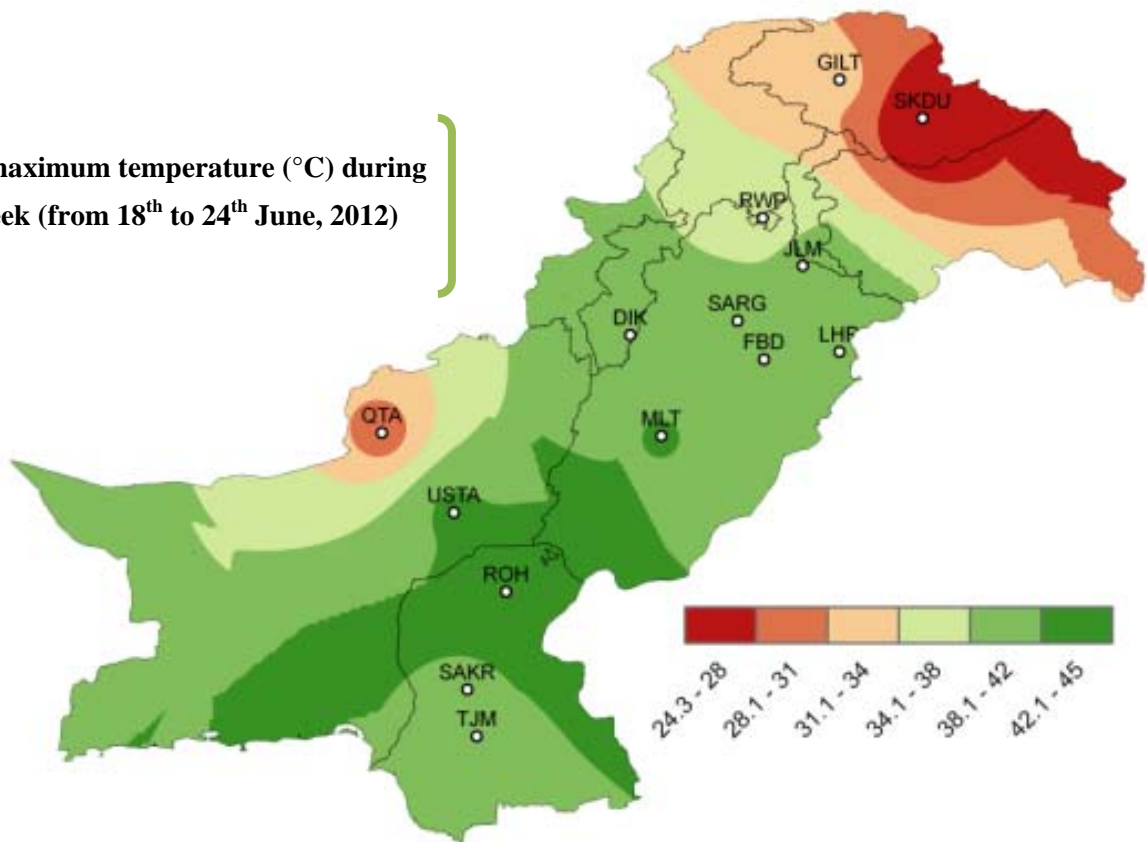 maximum temperature (°C) during
eek (from 18th to 24th June, 2012)
GILT
SKDU
RWP
JLM
SARG
DIK
FBD
LHR
MLT
QTA
USTA
ROH
SAKR
TJM
24.3 - 28
28.1 - 31
31.1 - 34
34.1 - 38
38.1 - 42
42.1 - 45